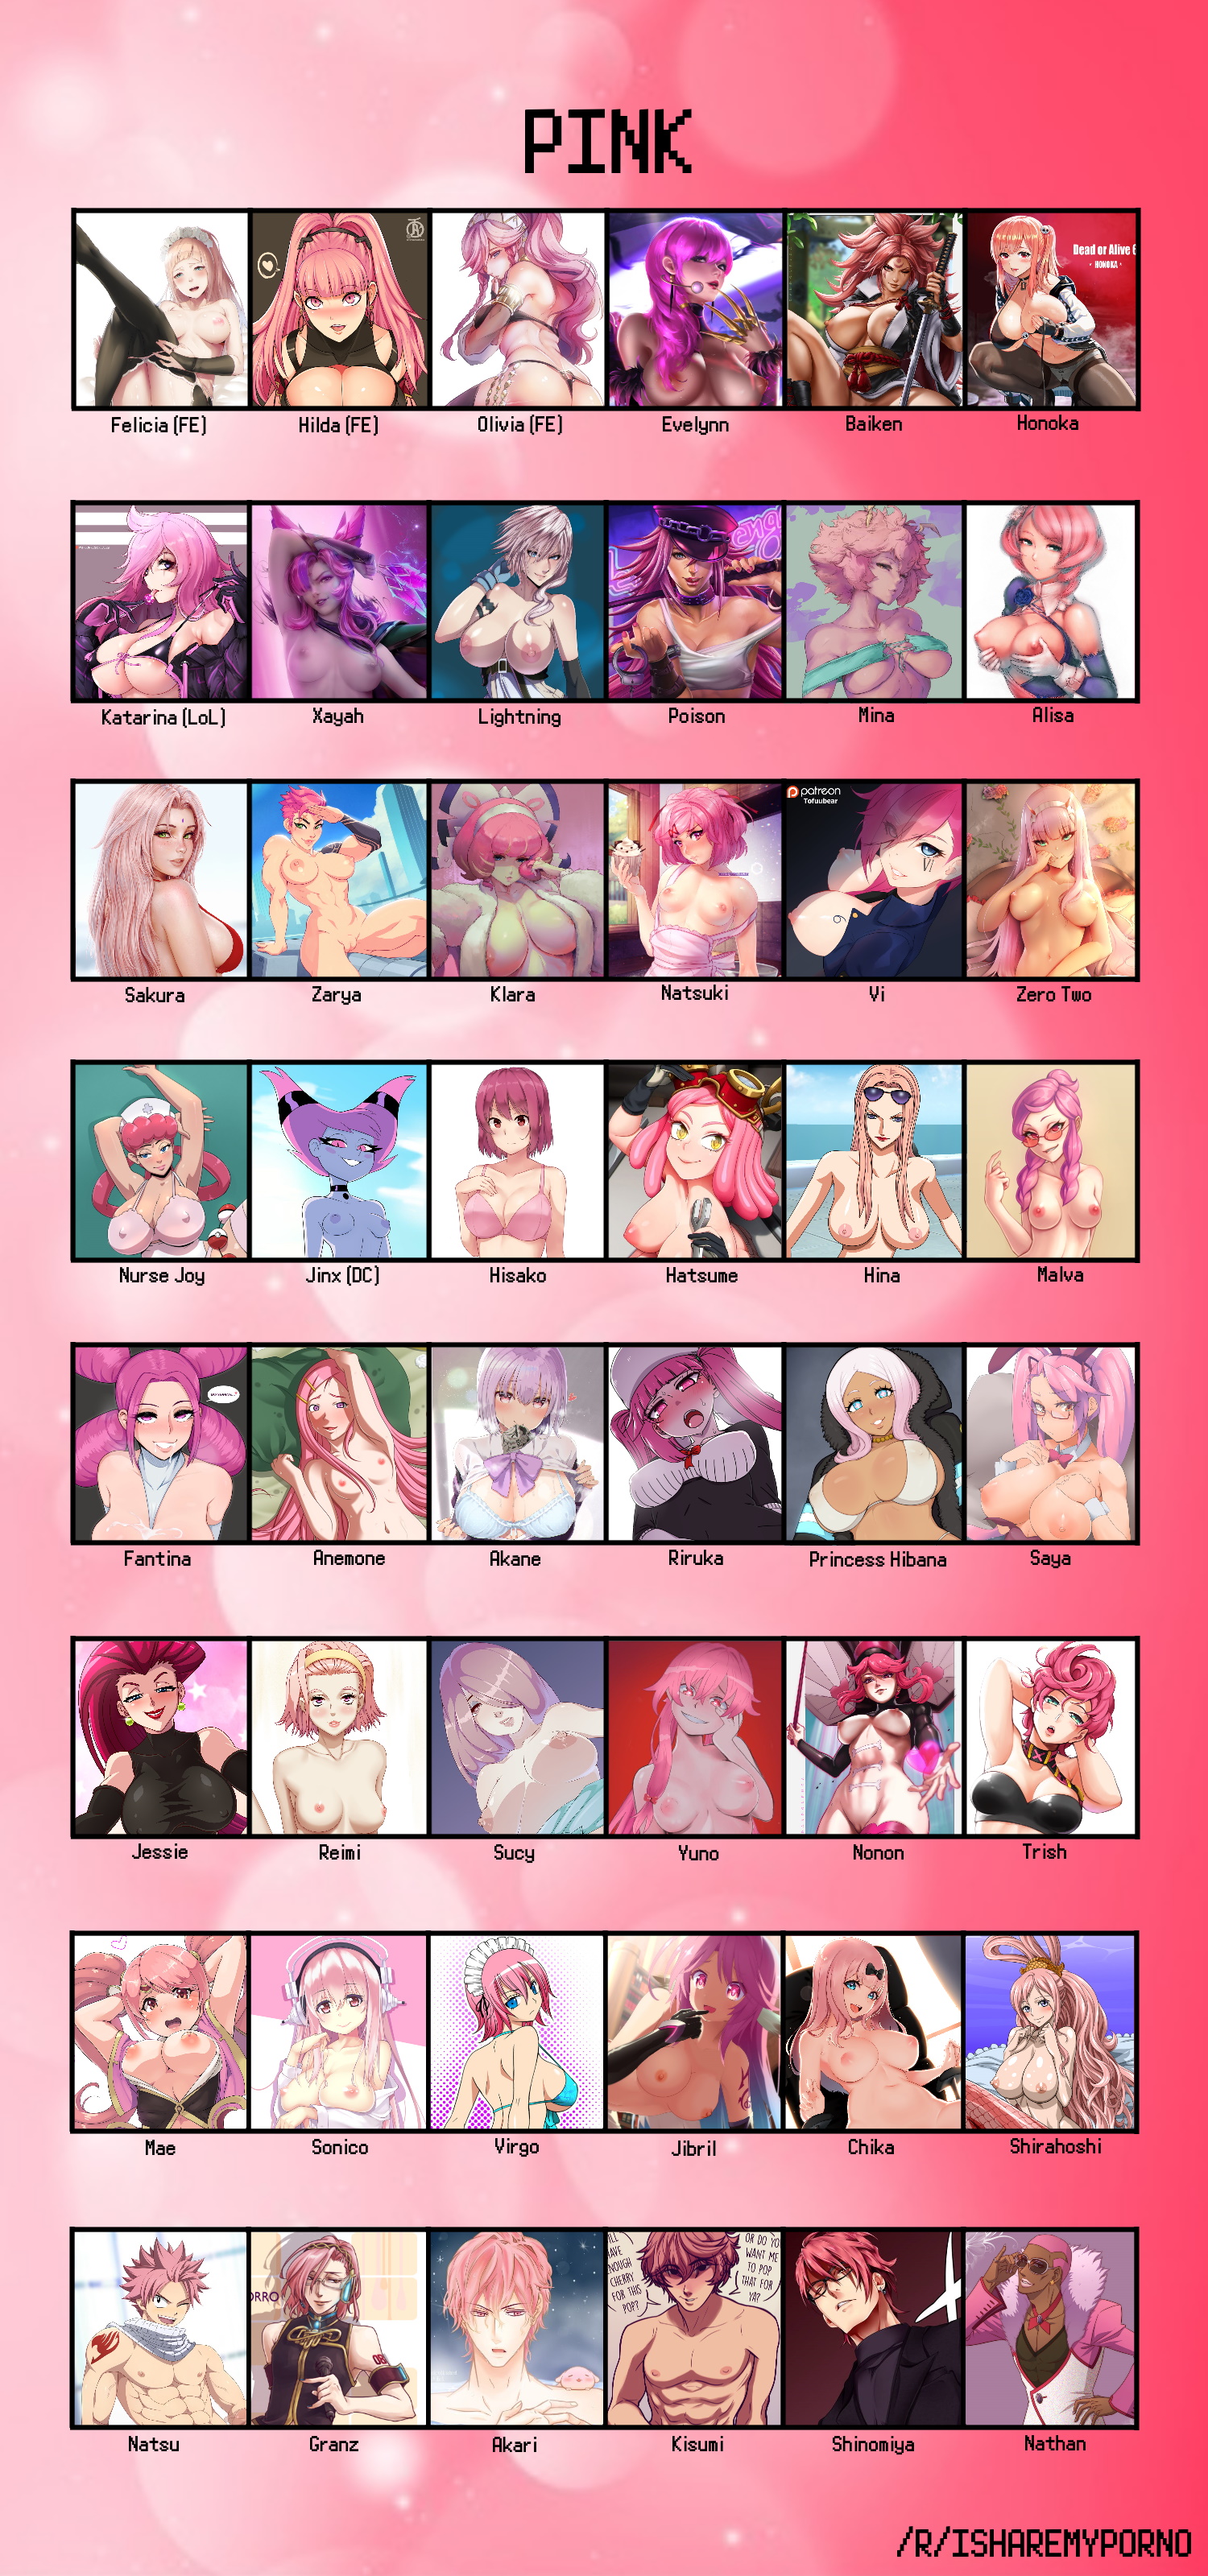 PINK
Dead or Alive 6
HONOKA
Felicia (FE)
Hilda (FE)
Olivia (FE)
Evelynn
Baiken
Honoka
Katarina (LoL)
Xayah
Lightning
Poison
Mina
Alisa
patreon
Tofuubear
VI
Sakura
Zarya
Klara
Natsuki
Vi
Zero Two
Nurse Joy
Jinx (DC)
Hisako
Hatsume
Hina
Malva
Fantina
Anemone
Akane
Riruka
Princess Hibana
Saya
Jessie
Reimi
Sucy
Yuno
Nonon
Trish
Mae
Sonico
Virgo
Jibril
Chika
Shirahoshi
ORRO
08
CHERRY
FOR THIS
POP?
OR DO YO
WANT ME
TO POP
THAT FOR
YA?
Natsu
Granz
Akari
Kisumi
Shinomiya
Nathan
/R/ISHAREMYPORNO